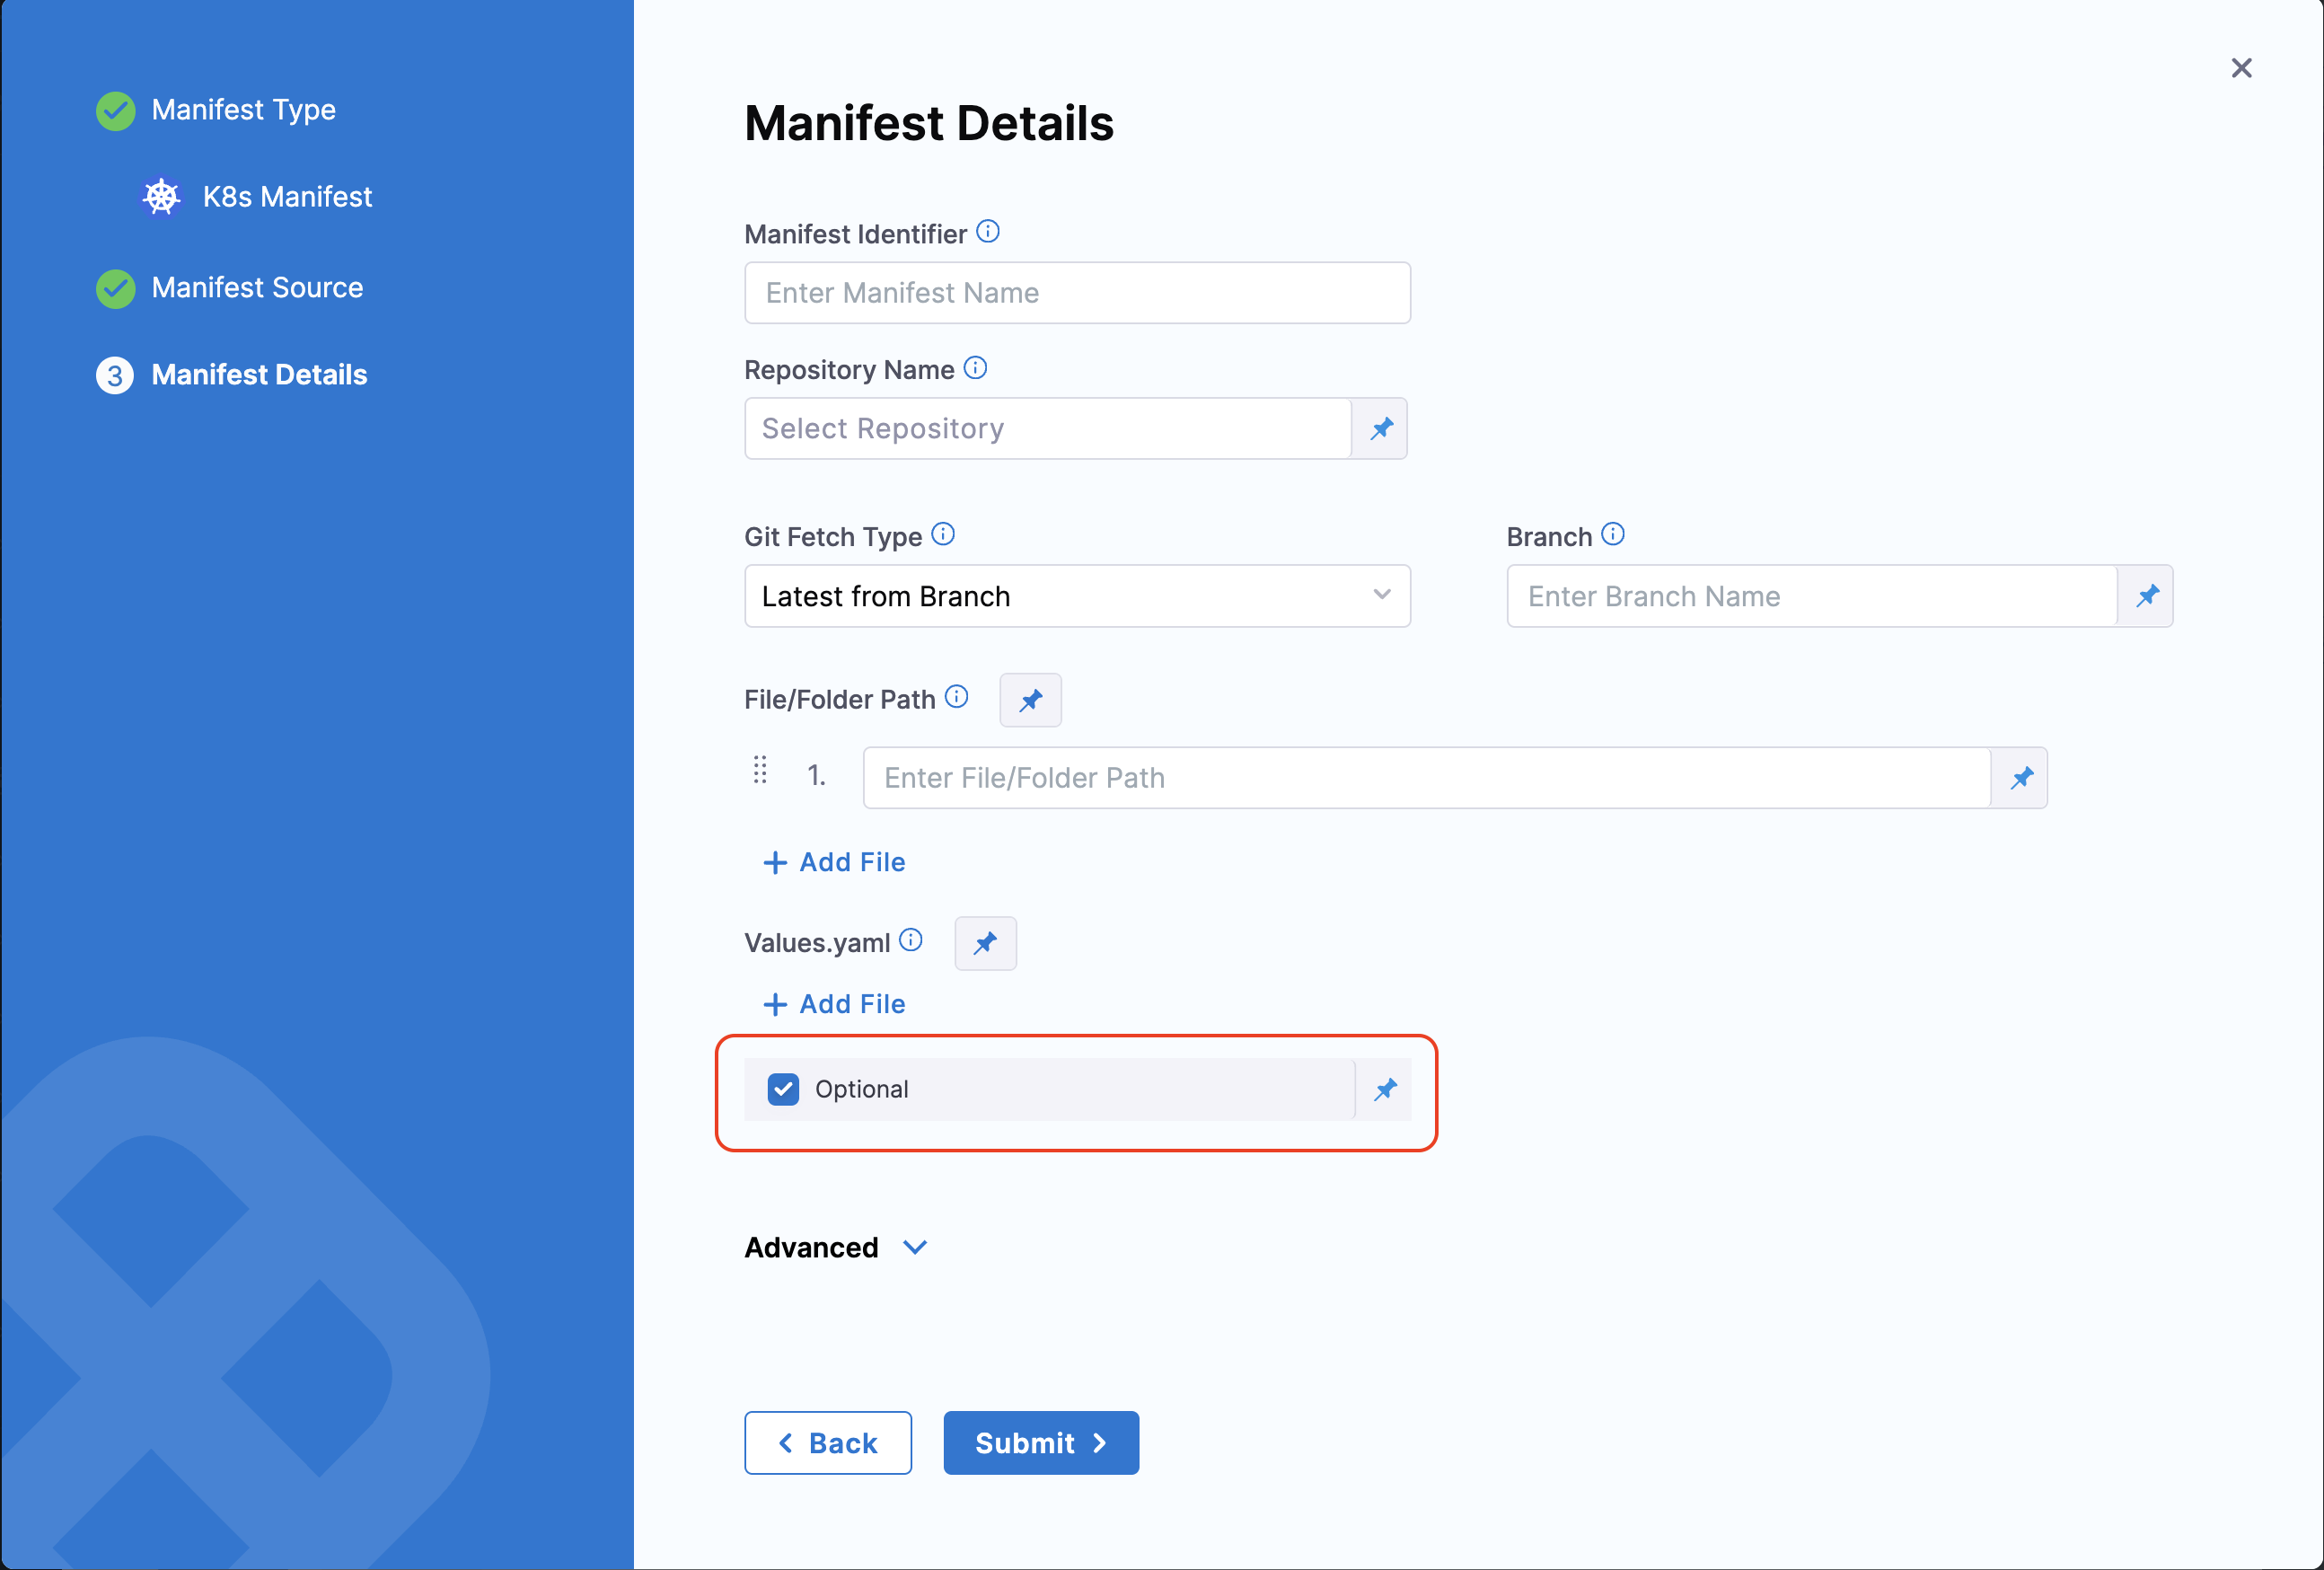 Manifest Type
K8s Manifest
Manifest Source
3 Manifest Details
Manifest Details
Manifest Identifier
Enter Manifest Name
Repository Name
Select Repository
Git Fetch Type
Latest from Branch
Branch
Enter Branch Name
File/Folder Path
1. Enter File/Folder Path
+ Add File
Values.yaml
+ Add File
Optional
Advanced
Back
Submit